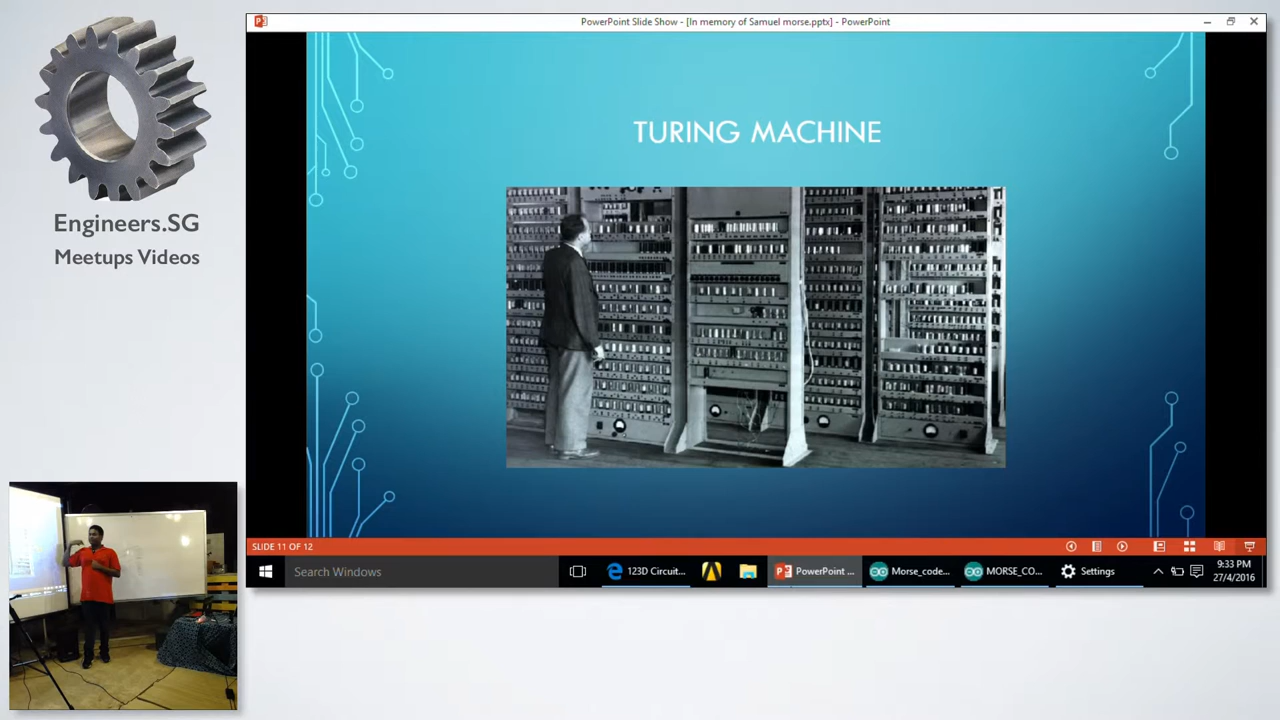 Engineers.SG
Meetups Videos
PowerPoint Slide Show - [In memory of Samuel morse.pptx] - PowerPoint
TURING MACHINE
SLIDE 11 OF 12
Search Windows
123D Circuit...
PowerPoint ...
Morse_code...
MORSE_CO...
Settings
9:33 PM
27/4/2016